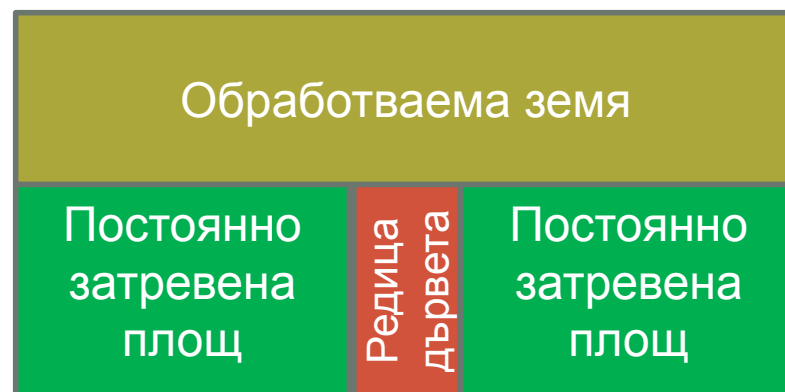 Обработваема земя
Постоянно
затревена
площ
Редица
дървета
Постоянно
затревена
площ